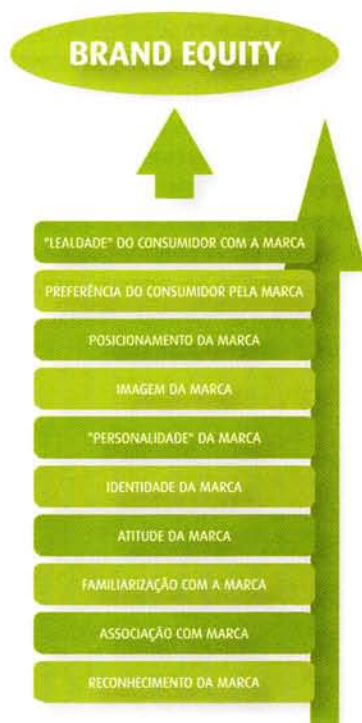 BRAND EQUITY
"LEALDADE" DO CONSUMIDOR COM A MARCA
PREFERÊNCIA DO CONSUMIDOR PELA MARCA
POSICIONAMENTO DA MARCA
IMAGEM DA MARCA
"PERSONALIDADE" DA MARCA
IDENTIDADE DA MARCA
ATITUDE DA MARCA
FAMILIARIZAÇÃO COM A MARCA
ASSOCIAÇÃO COM MARCA
RECONHECIMENTO DA MARCA